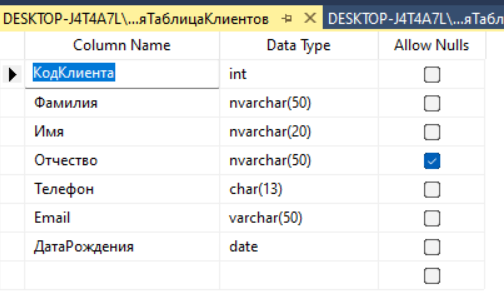 DESKTOP-J4T4A7L\...яТаблицаКлиентов DESKTOP-J4T4A7L\...яТабл
Column Name Data Type Allow Nulls
КодКлиента int
Фамилия nvarchar(50)
Имя nvarchar(20)
Отчество nvarchar(50)
Телефон char(13)
Email varchar(50)
ДатаРождения date